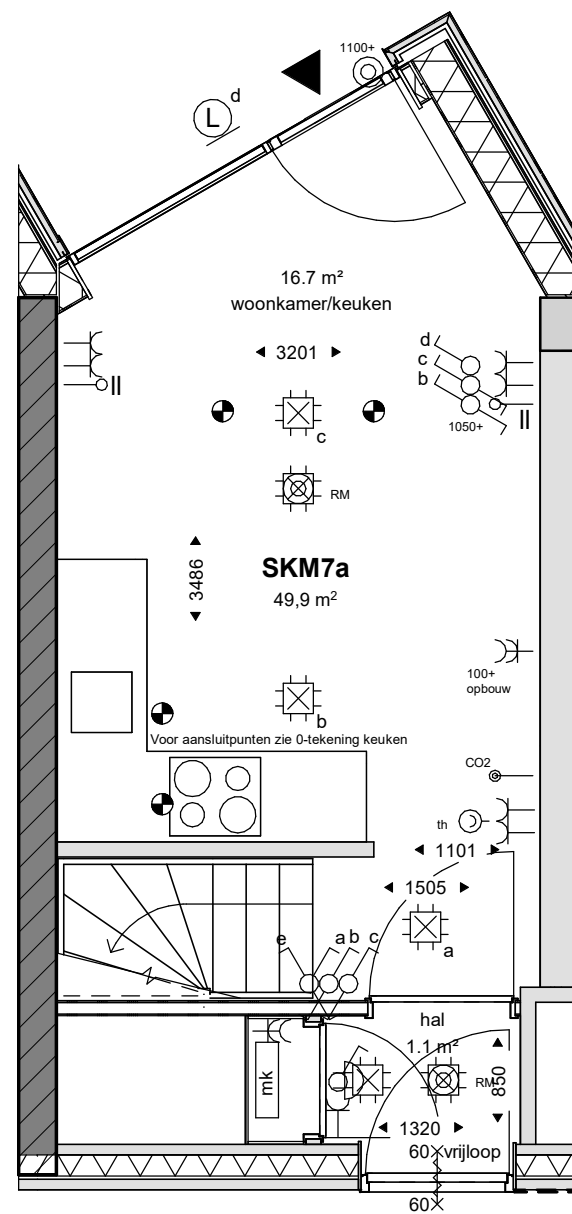 1100+
d
L
16.7 m²
woonkamer/keuken
3201
d
c
b
1050+
c
RM
SKM7a
49,9 m²
3486
100+
opbouw
b
Voor aansluitpunten zie 0-tekening keuken
CO2
th
1101
1505
a
e a b c
hal
1.1 m²
mk
RM
850
1320
60 vrijloop
60